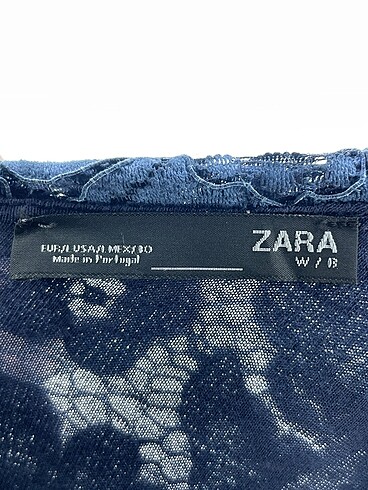 ZARA
W / B
EUR/L USA/L MEX/30
Made in Portugal